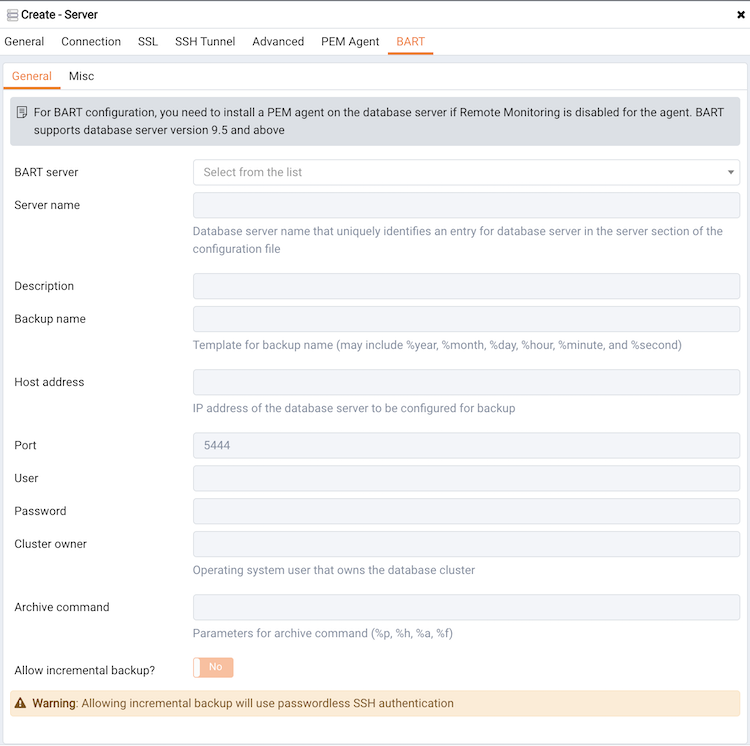 Create - Server
General Connection SSL SSH Tunnel Advanced PEM Agent BART
General Misc
For BART configuration, you need to install a PEM agent on the database server if Remote Monitoring is disabled for the agent. BART
supports database server version 9.5 and above
BART server Select from the list
Server name
Database server name that uniquely identifies an entry for database server in the server section of the
configuration file
Description
Backup name
Template for backup name (may include %year, %month, %day, %hour, %minute, and %second)
Host address
IP address of the database server to be configured for backup
Port 5444
User
Password
Cluster owner
Operating system user that owns the database cluster
Archive command
Parameters for archive command (%p, %h, %a, %f)
Allow incremental backup? No
Warning: Allowing incremental backup will use passwordless SSH authentication